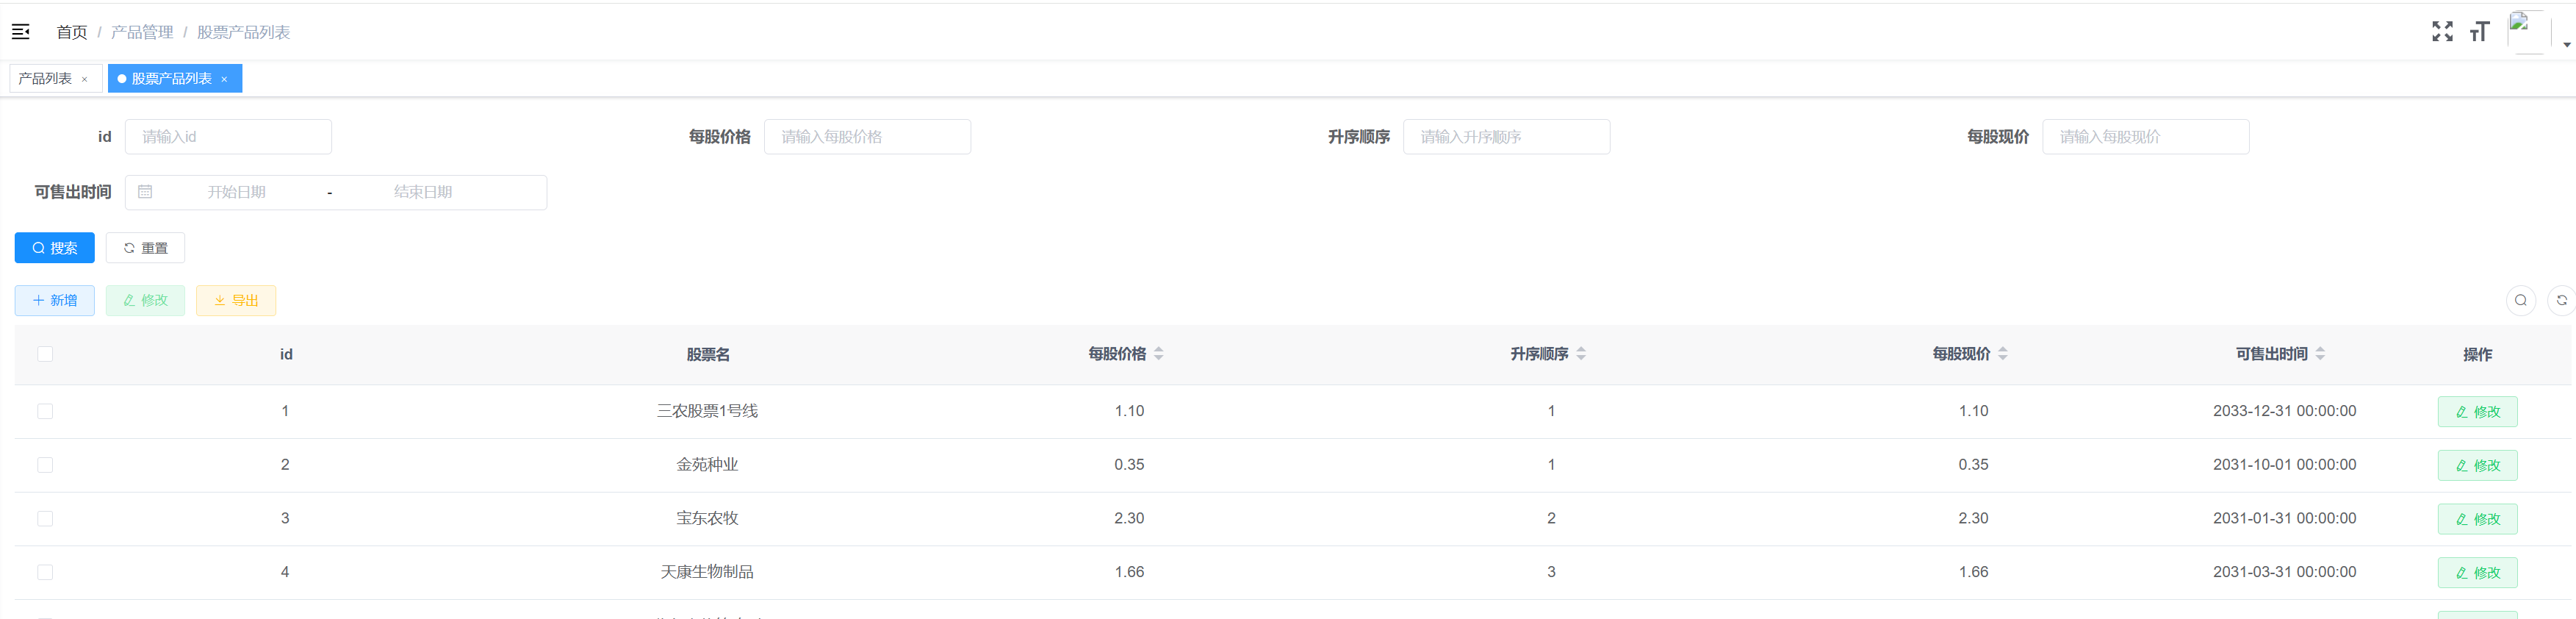 首页 / 产品管理 / 股票产品列表
产品列表 × 股票产品列表 ×
id 请输入id 每股价格 请输入每股价格 升序顺序 请输入升序顺序 每股现价 请输入每股现价
可售出时间 开始日期 - 结束日期
搜索 重置
新增 修改 导出
id 股票名 每股价格 升序顺序 每股现价 可售出时间 操作
1 三农股票1号线 1.10 1 1.10 2033-12-31 00:00:00 修改
2 金苑种业 0.35 1 0.35 2031-10-01 00:00:00 修改
3 宝东农牧 2.30 2 2.30 2031-01-31 00:00:00 修改
4 天康生物制品 1.66 3 1.66 2031-03-31 00:00:00 修改